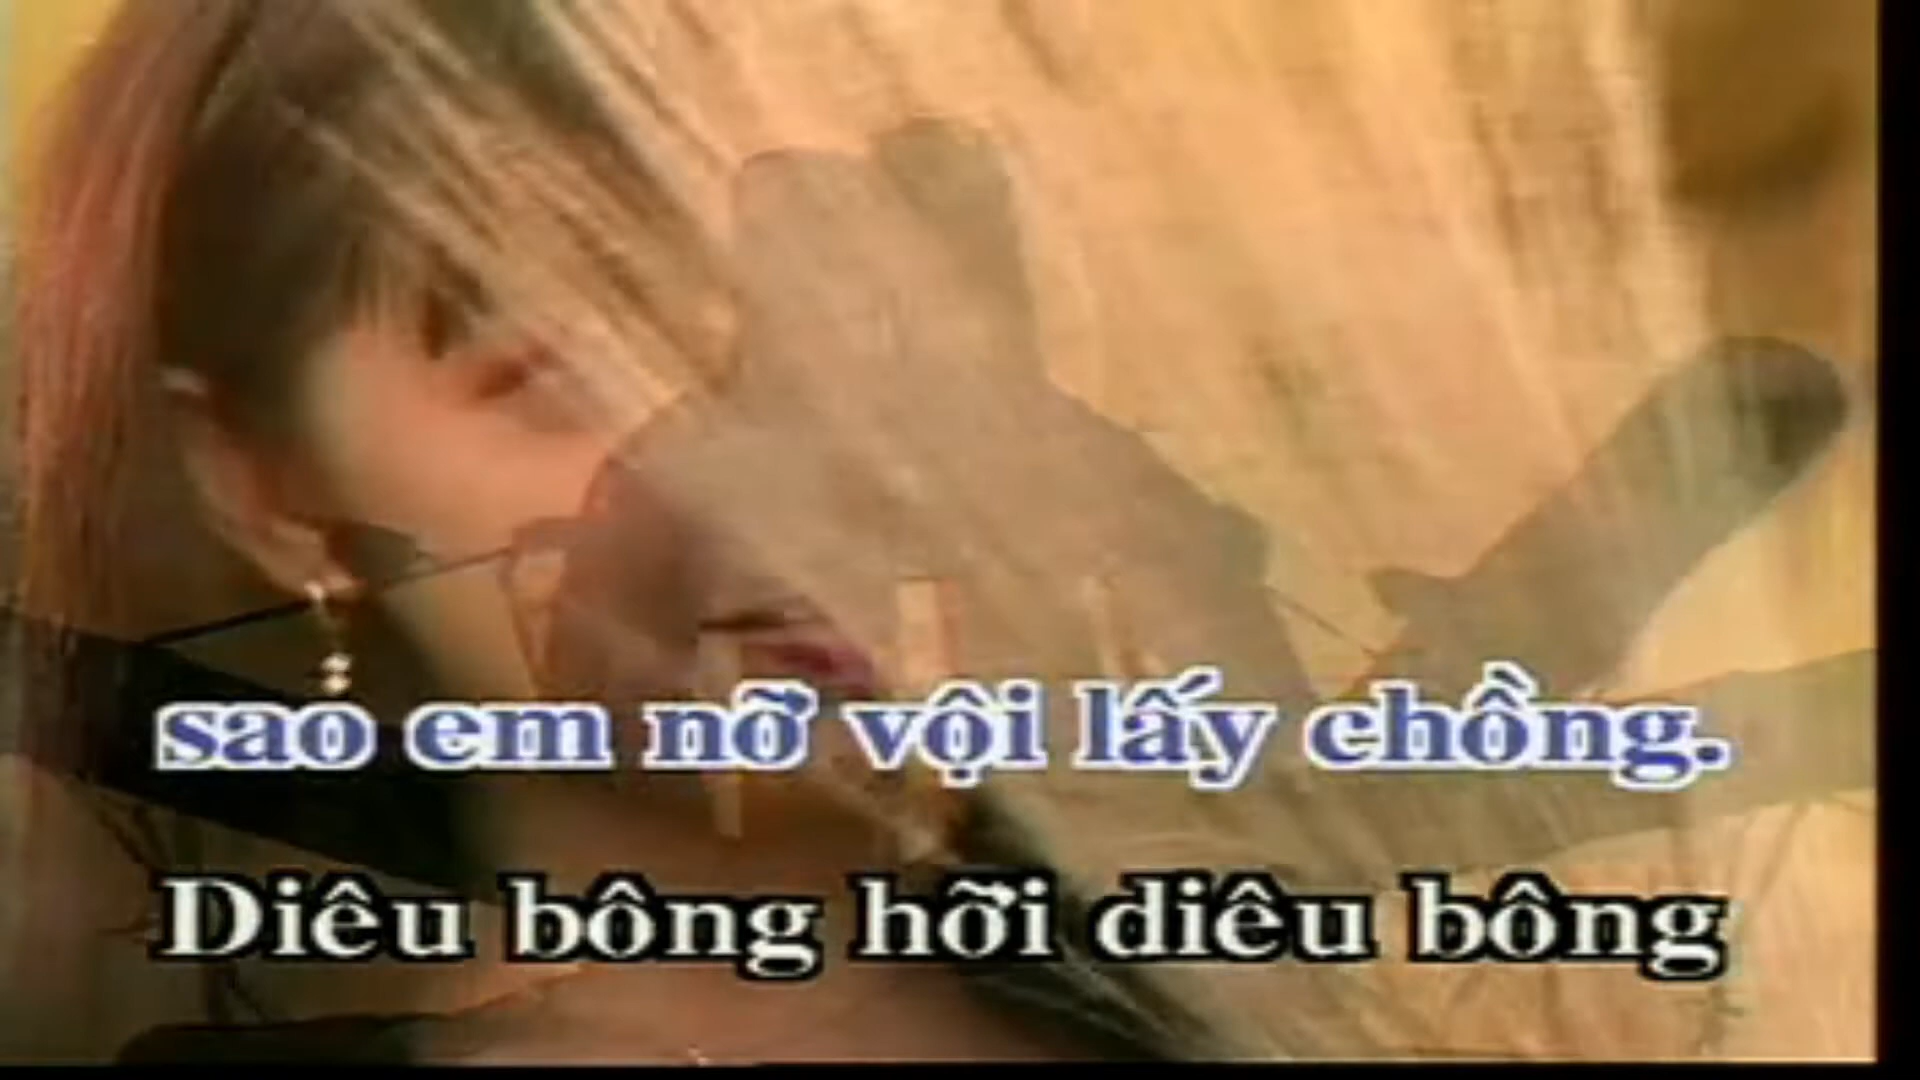 sao em nỡ vội lấy chồng.
Diêu bông hỡi diêu bông